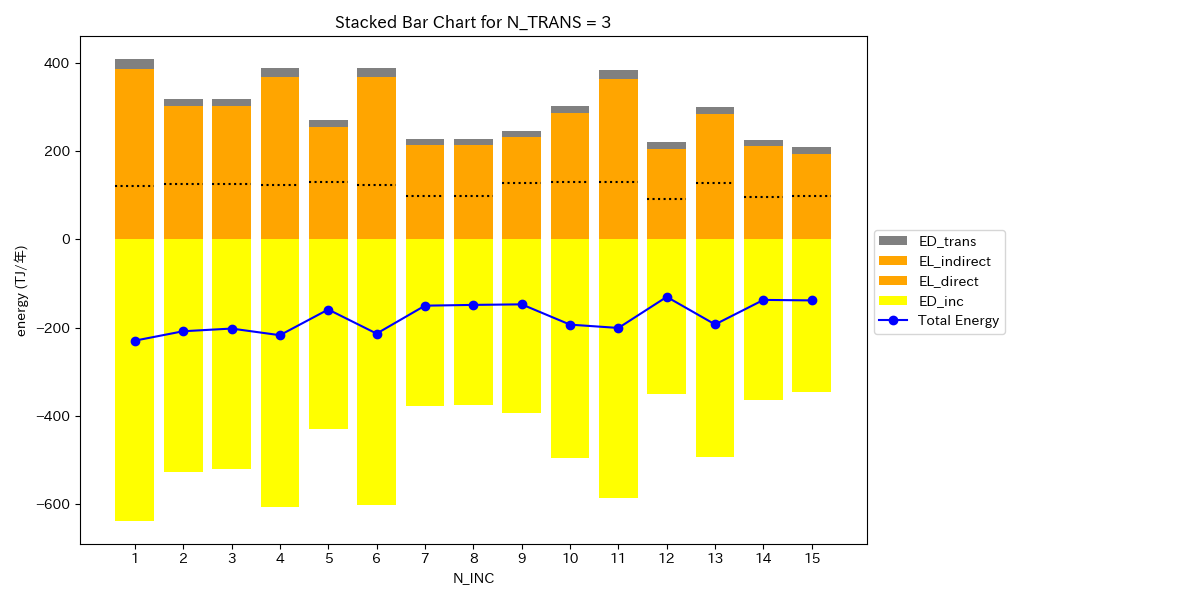 Stacked Bar Chart for N_TRANS = 3
energy (TJ/年)
400
200
0
−200
−400
−600
1 2 3 4 5 6 7 8 9 10 11 12 13 14 15
N_INC
ED_trans
EL_indirect
EL_direct
ED_inc
Total Energy